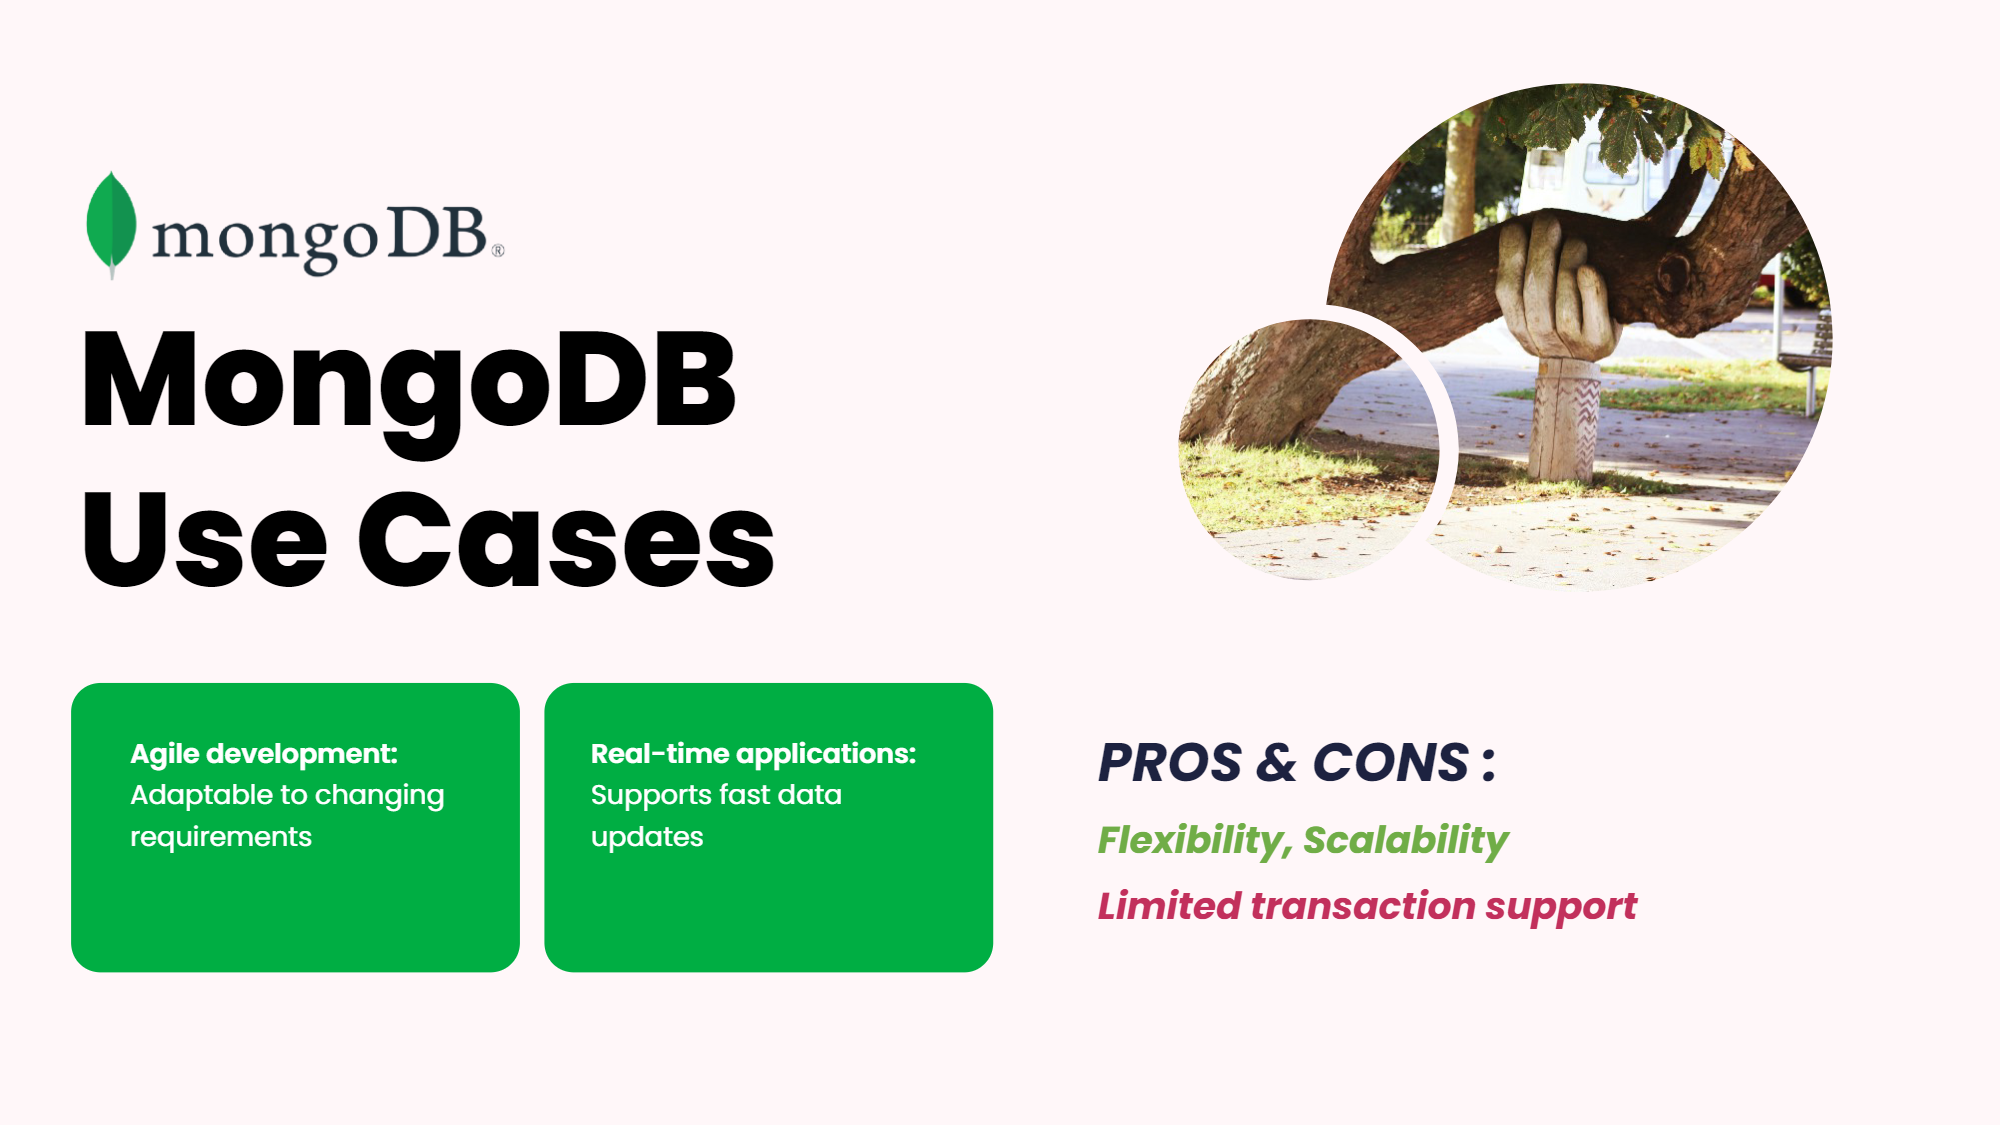 mongoDB®
MongoDB
Use Cases
Agile development:
Adaptable to changing
requirements
Real-time applications:
Supports fast data
updates
PROS & CONS :
Flexibility, Scalability
Limited transaction support